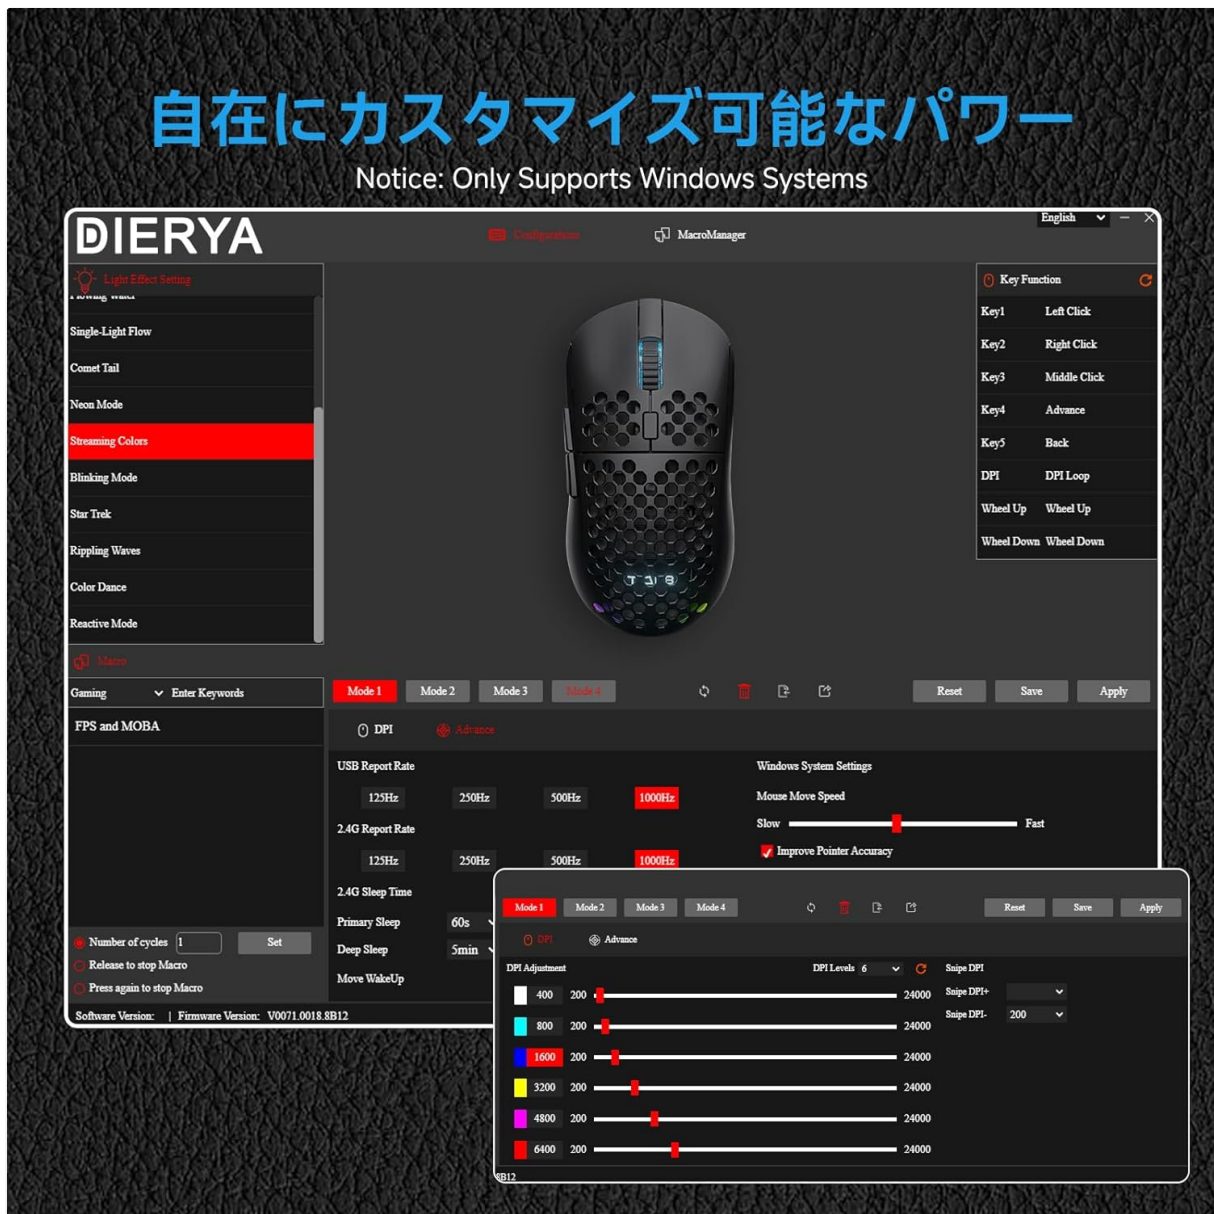 自在にカスタマイズ可能なパワー
Notice: Only Supports Windows Systems
DIERYA
Configurations
MacroManager
English
Light Effect Setting
Flowing Water
Single-Light Flow
Comet Tail
Neon Mode
Streaming Colors
Blinking Mode
Star Trek
Rippling Waves
Color Dance
Reactive Mode
Key Function
Key1 Left Click
Key2 Right Click
Key3 Middle Click
Key4 Advance
Key5 Back
DPI DPI Loop
Wheel Up Wheel Up
Wheel Down Wheel Down
Macro
Gaming Enter Keywords
FPS and MOBA
Number of cycles 1 Set
Release to stop Macro
Press again to stop Macro
Software Version: | Firmware Version: V0071.0018.8B12
Mode 1 Mode 2 Mode 3 Mode 4 Reset Save Apply
DPI Advance
USB Report Rate
125Hz 250Hz 500Hz 1000Hz
2.4G Report Rate
125Hz 250Hz 500Hz 1000Hz
2.4G Sleep Time
Primary Sleep 60s
Deep Sleep 5min
Move WakeUp
Windows System Settings
Mouse Move Speed
Slow Fast
Improve Pointer Accuracy
Mode 1 Mode 2 Mode 3 Mode 4 Reset Save Apply
DPI Advance
DPI Adjustment DPI Levels 6
400 200 24000
800 200 24000
1600 200 24000
3200 200 24000
4800 200 24000
6400 200 24000
Snipe DPI
Snipe DPI+
Snipe DPI- 200
8B12